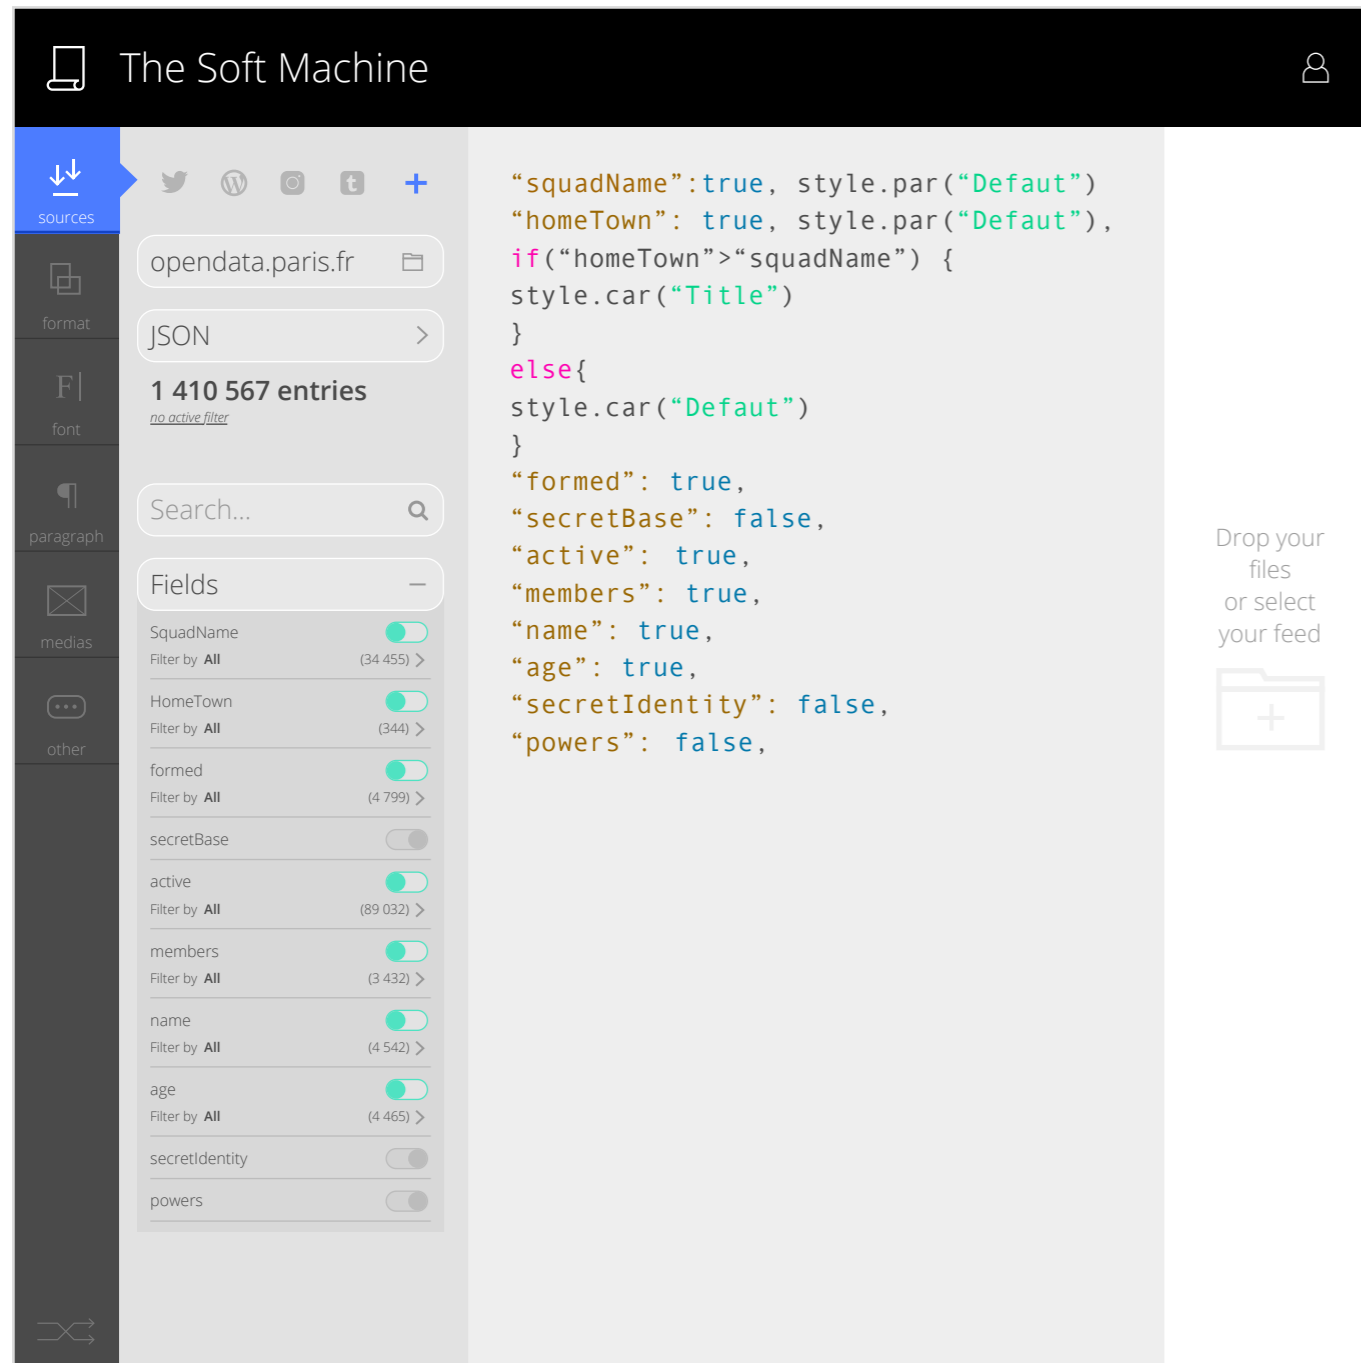 The Soft Machine
sources
format
font
paragraph
medias
other
opendata.paris.fr
JSON
1 410 567 entries
no active filter
Search...
Fields
SquadName
Filter by All (34 455)
HomeTown
Filter by All (344)
formed
Filter by All (4 799)
secretBase
active
Filter by All (89 032)
members
Filter by All (3 432)
name
Filter by All (4 542)
age
Filter by All (4 465)
secretIdentity
powers
“squadName”:true, style.par(“Defaut”)
“homeTown”: true, style.par(“Defaut”),
if(“homeTown”>“squadName”) {
style.car(“Title”)
}
else{
style.car(“Defaut”)
}
“formed”: true,
“secretBase”: false,
“active”: true,
“members”: true,
“name”: true,
“age”: true,
“secretIdentity”: false,
“powers”: false,
Drop your
files
or select
your feed